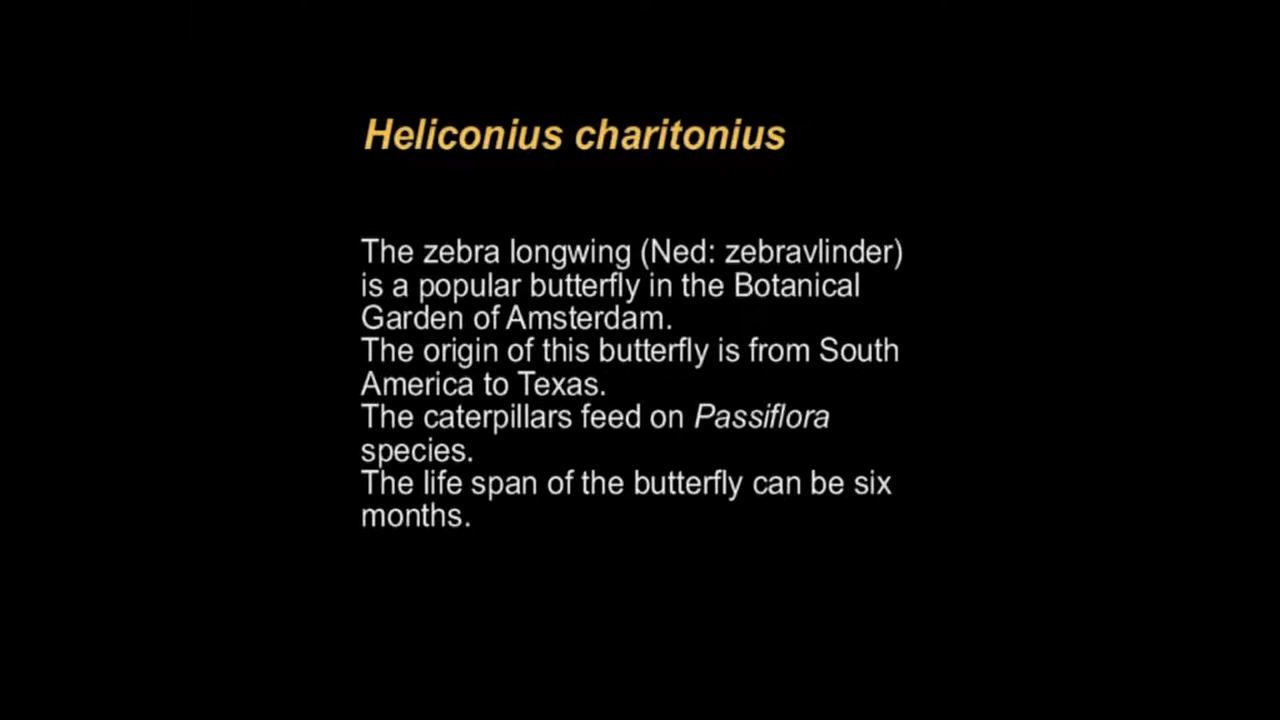 Heliconius charitonius
The zebra longwing (Ned: zebravlinder)
is a popular butterfly in the Botanical
Garden of Amsterdam.
The origin of this butterfly is from South
America to Texas.
The caterpillars feed on Passiflora
species.
The life span of the butterfly can be six
months.